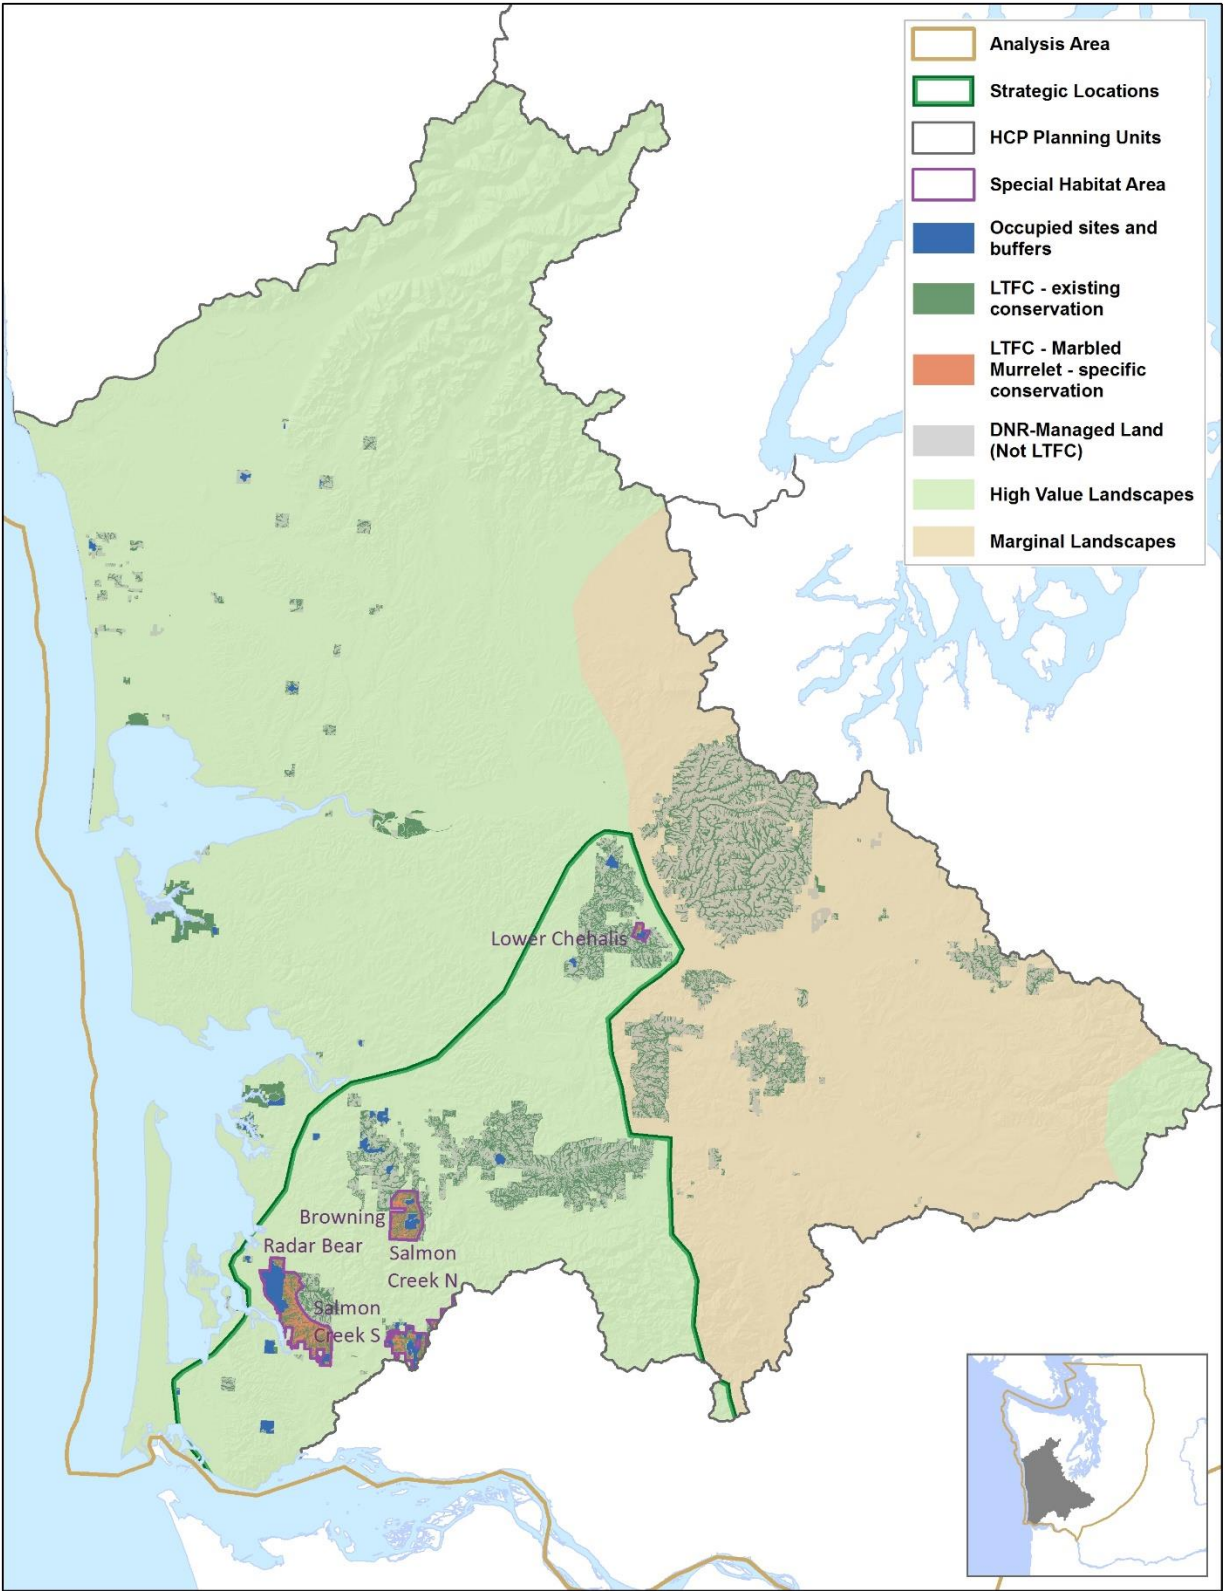 Analysis Area
Strategic Locations
HCP Planning Units
Special Habitat Area
Occupied sites and
buffers
LTFC - existing
conservation
LTFC - Marbled
Murrelet - specific
conservation
DNR-Managed Land
(Not LTFC)
High Value Landscapes
Marginal Landscapes
Lower Chehalis
Browning
Radar Bear
Salmon
Creek N
Salmon
Creek S